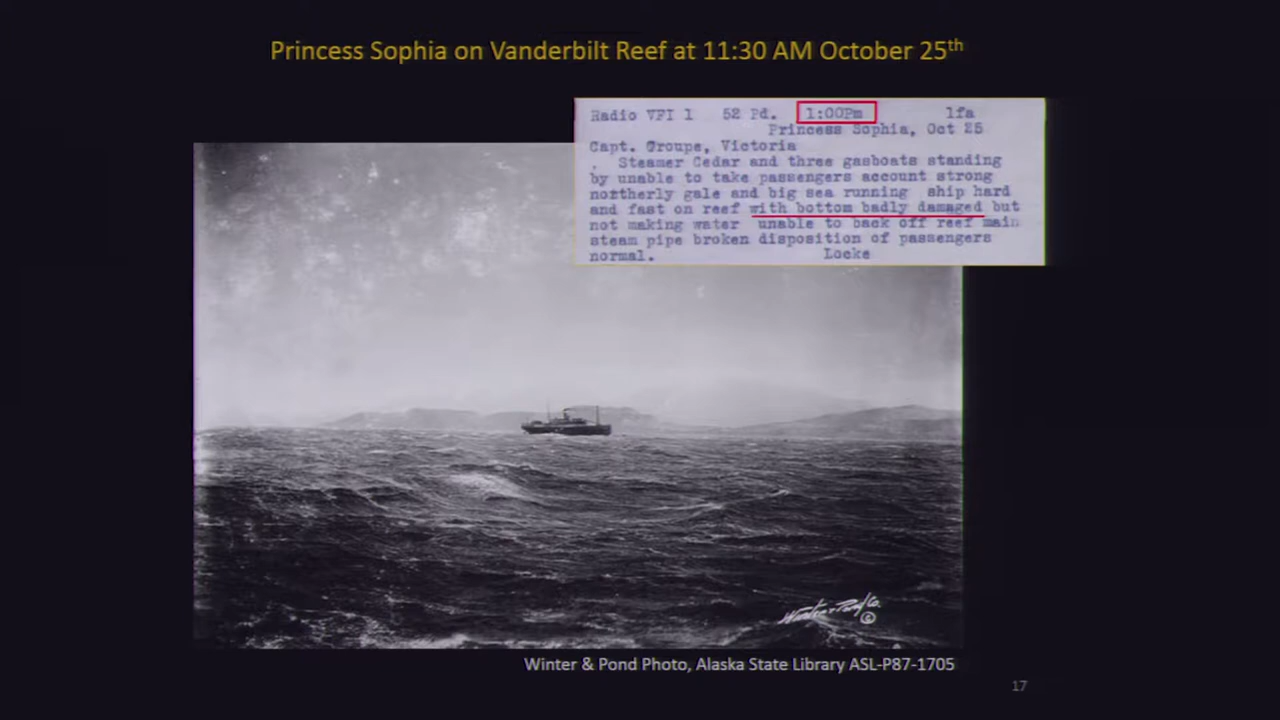 Princess Sophia on Vanderbilt Reef at 11:30 AM October 25th
Radio VFI 1 52 Pd. 1:00Pm lfa
Princess Sophia, Oct 25
Capt. Troupe, Victoria
. Steamer Cedar and three gasboats standing
by unable to take passengers account strong
northerly gale and big sea running ship hard
and fast on reef with bottom badly damaged but
not making water unable to back off reef main
steam pipe broken disposition of passengers
normal. Locke
Winter & Pond Co.
©
Winter & Pond Photo, Alaska State Library ASL-P87-1705
17